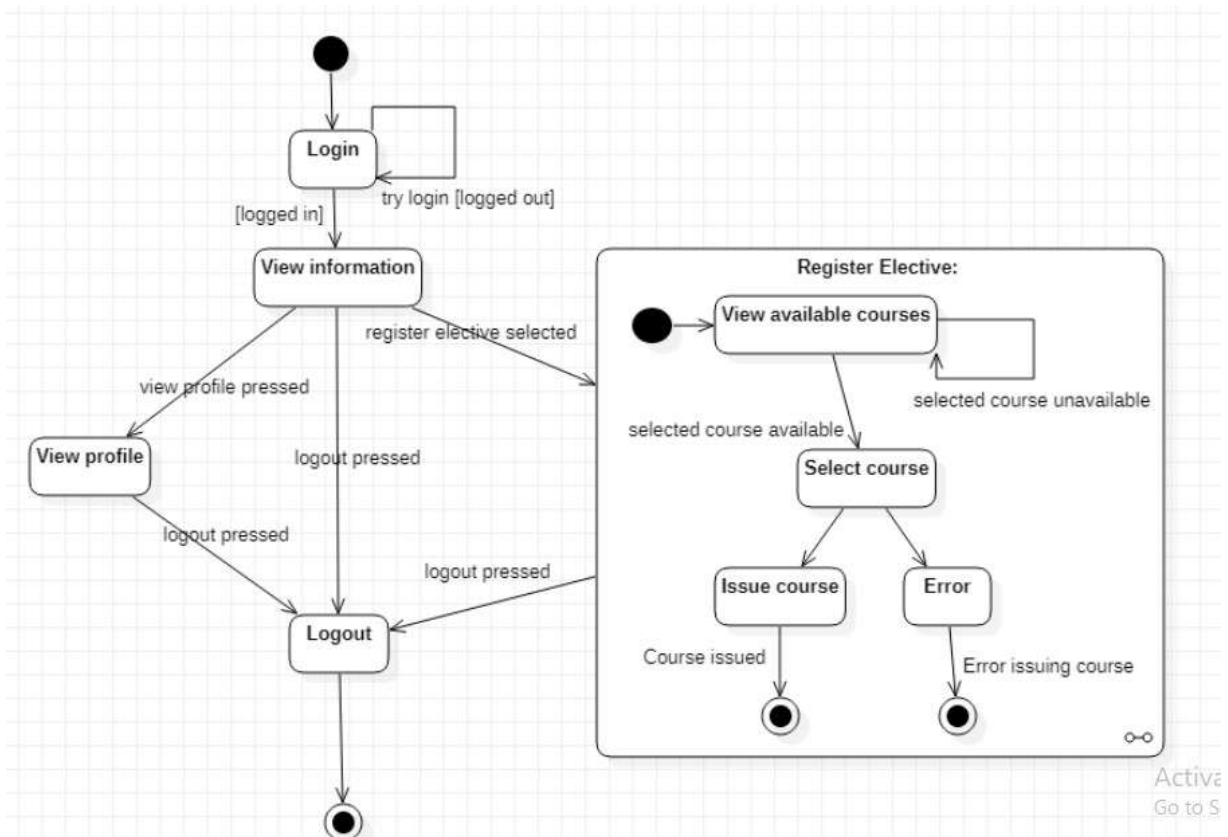 Login
try login [logged out]
[logged in]
View information
Register Elective:
View available courses
register elective selected
selected course unavailable
view profile pressed
selected course available
View profile
logout pressed
Select course
logout pressed
logout pressed
Issue course
Error
Logout
Course issued
Error issuing course
Go to